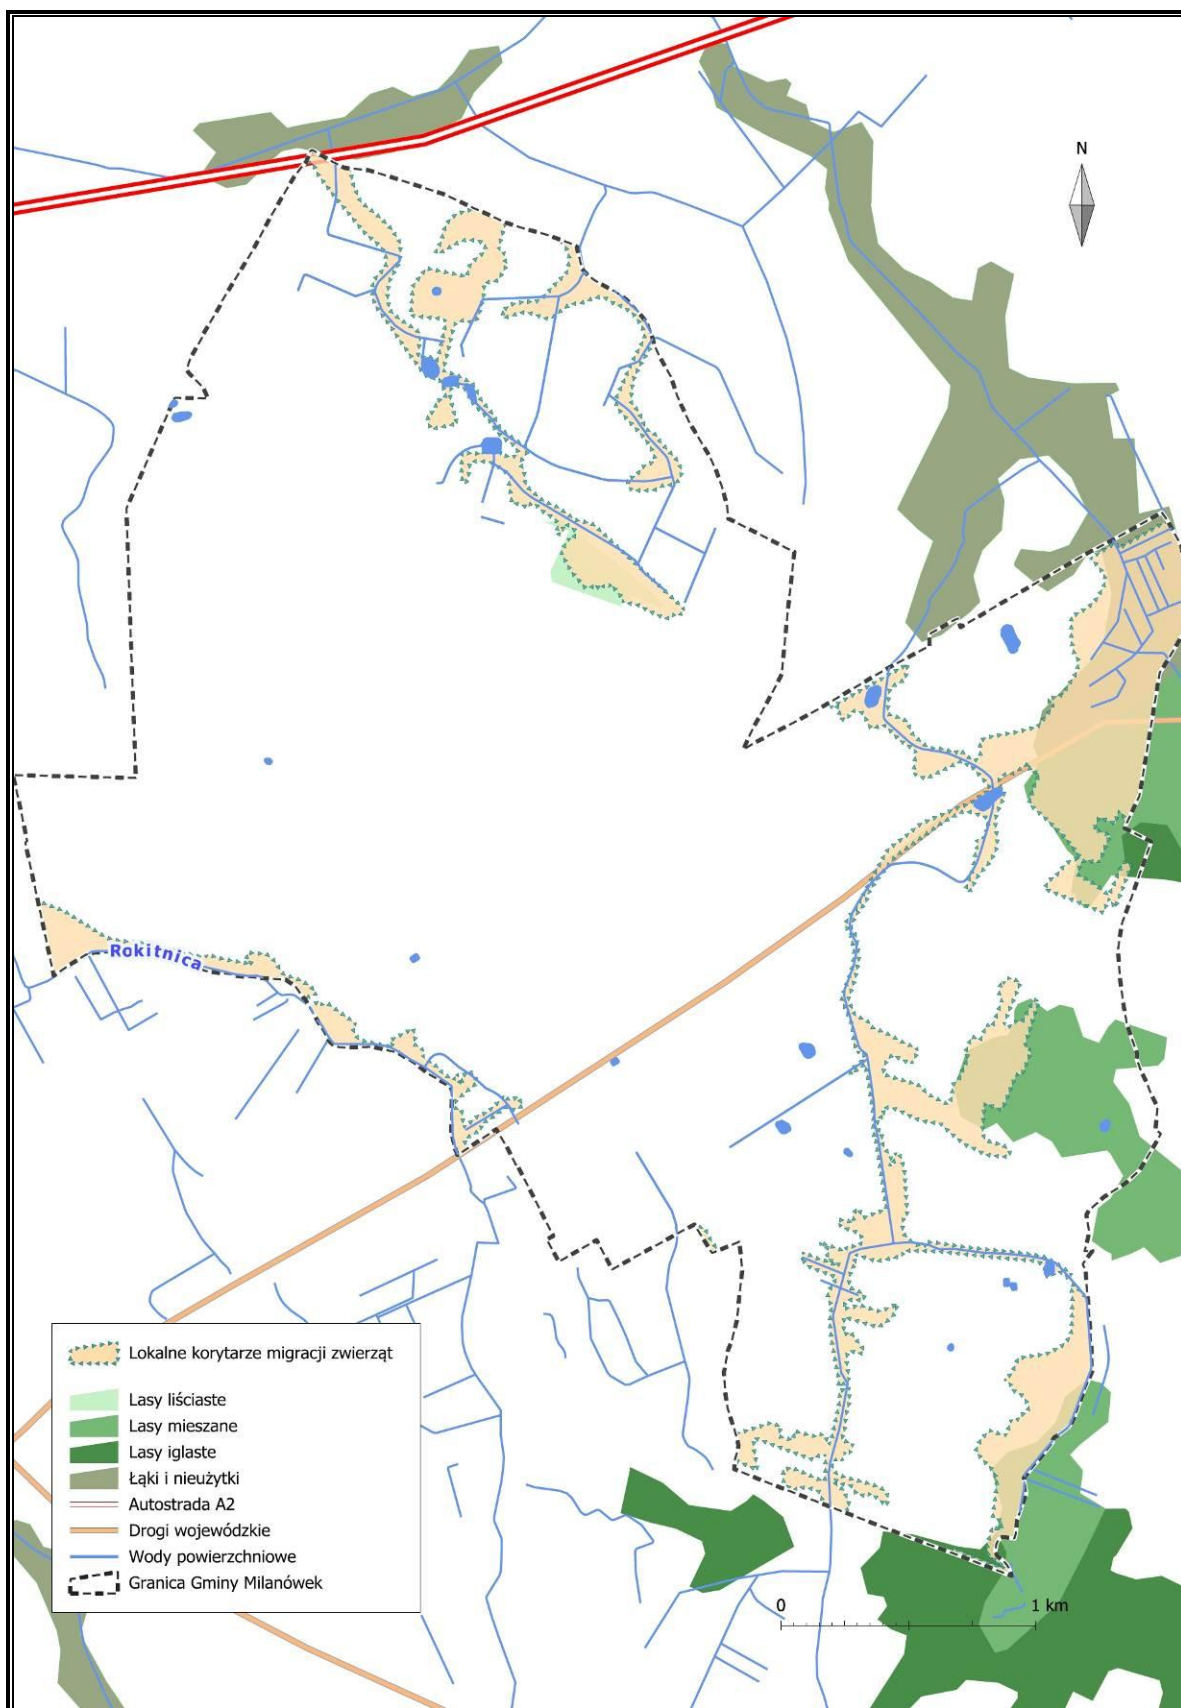 N
Rokitnica
Lokalne korytarze migracji zwierząt
Lasy liściaste
Lasy mieszane
Lasy iglaste
Łąki i nieużytki
Autostrada A2
Drogi wojewódzkie
Wody powierzchniowe
Granica Gminy Milanówek
0 1 km